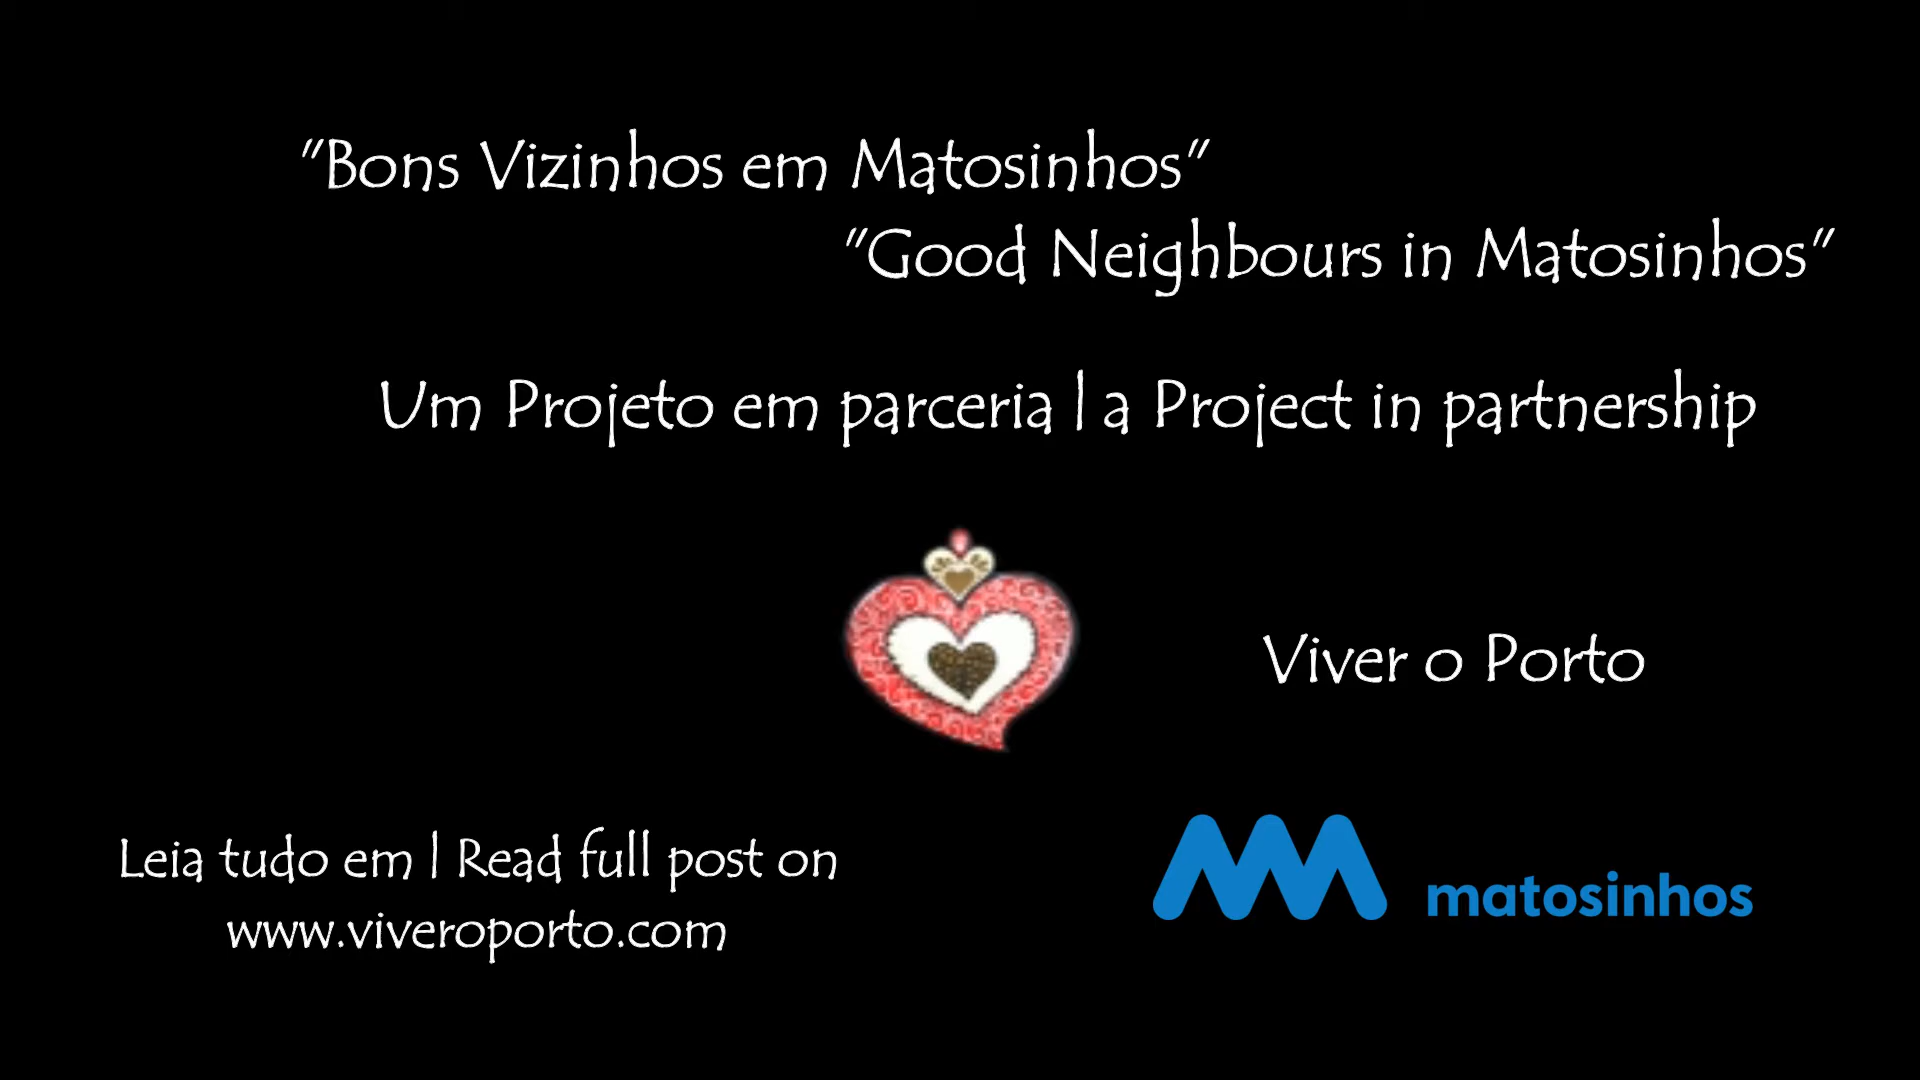 "Bons Vizinhos em Matosinhos"
"Good Neighbours in Matosinhos"
Um Projeto em parceria | a Project in partnership
Viver o Porto
Leia tudo em | Read full post on
www.viveroporto.com
matosinhos